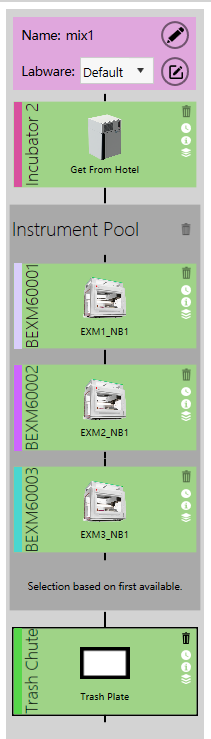 Name: mix1
Labware: Default
Incubator 2
Get From Hotel
Instrument Pool
BEXM60001
EXM1_NB1
BEXM60002
EXM2_NB1
BEXM60003
EXM3_NB1
Selection based on first available.
Trash Chute
Trash Plate